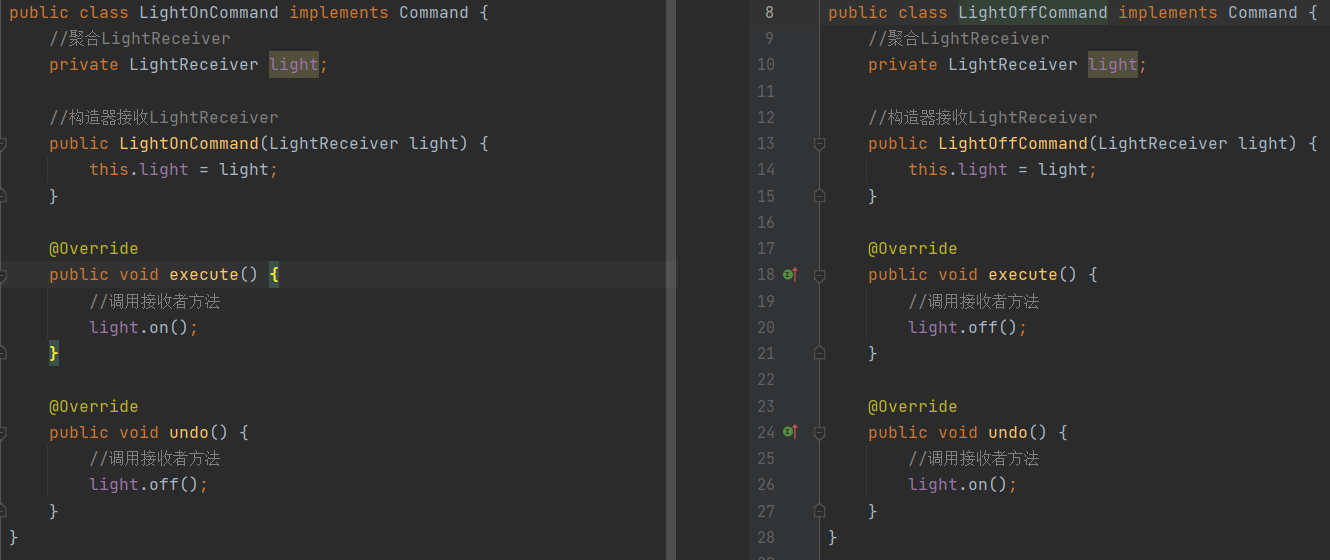 public class LightOnCommand implements Command {
//聚合LightReceiver
private LightReceiver light;
//构造器接收LightReceiver
public LightOnCommand(LightReceiver light) {
this.light = light;
}
@Override
public void execute() {
//调用接收者方法
light.on();
}
@Override
public void undo() {
//调用接收者方法
light.off();
}
}
8 public class LightOffCommand implements Command {
9 //聚合LightReceiver
10 private LightReceiver light;
11
12 //构造器接收LightReceiver
13 public LightOffCommand(LightReceiver light) {
14 this.light = light;
15 }
16
17 @Override
18 public void execute() {
19 //调用接收者方法
20 light.off();
21 }
22
23 @Override
24 public void undo() {
25 //调用接收者方法
26 light.on();
27 }
28 }